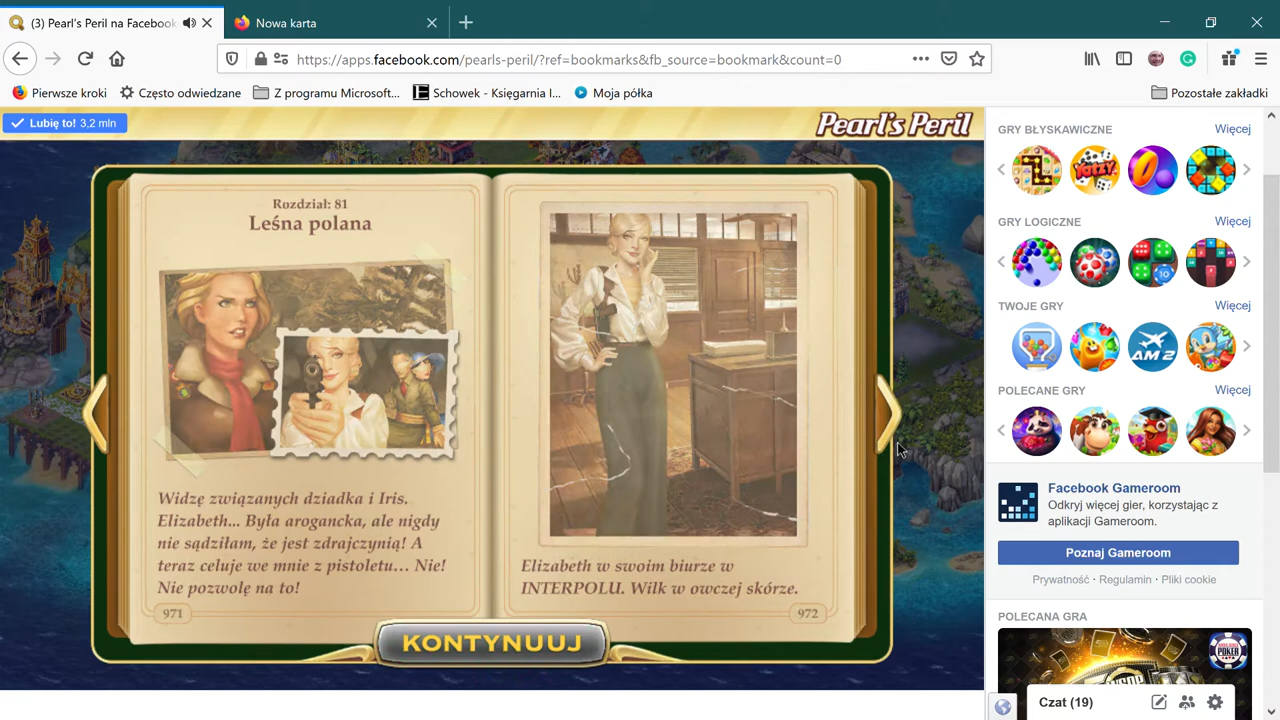 (3) Pearl's Peril na Facebook
Nowa karta
https://apps.facebook.com/pearls-peril/?ref=bookmarks&fb_source=bookmark&count=0
Pierwsze kroki
Często odwiedzane
Z programu Microsoft...
Schowek - Księgarnia I...
Moja półka
Pozostałe zakładki
Lubię to! 3,2 mln
Pearl's Peril
Rozdział: 81
Leśna polana
Widzę związanych dziadka i Iris.
Elizabeth... Była arogancka, ale nigdy
nie sądziłam, że jest zdrajczynią! A
teraz celuje we mnie z pistoletu... Nie!
Nie pozwolę na to!
971
Elizabeth w swoim biurze w
INTERPOLU. Wilk w owczej skórze.
972
KONTYNUUJ
GRY BŁYSKAWICZNE
Więcej
YATZY
GRY LOGICZNE
Więcej
10
TWOJE GRY
Więcej
AM 2
POLECANE GRY
Więcej
Facebook Gameroom
Odkryj więcej gier, korzystając z
aplikacji Gameroom.
Poznaj Gameroom
Prywatność · Regulamin · Pliki cookie
POLECANA GRA
POKER
Czat (19)